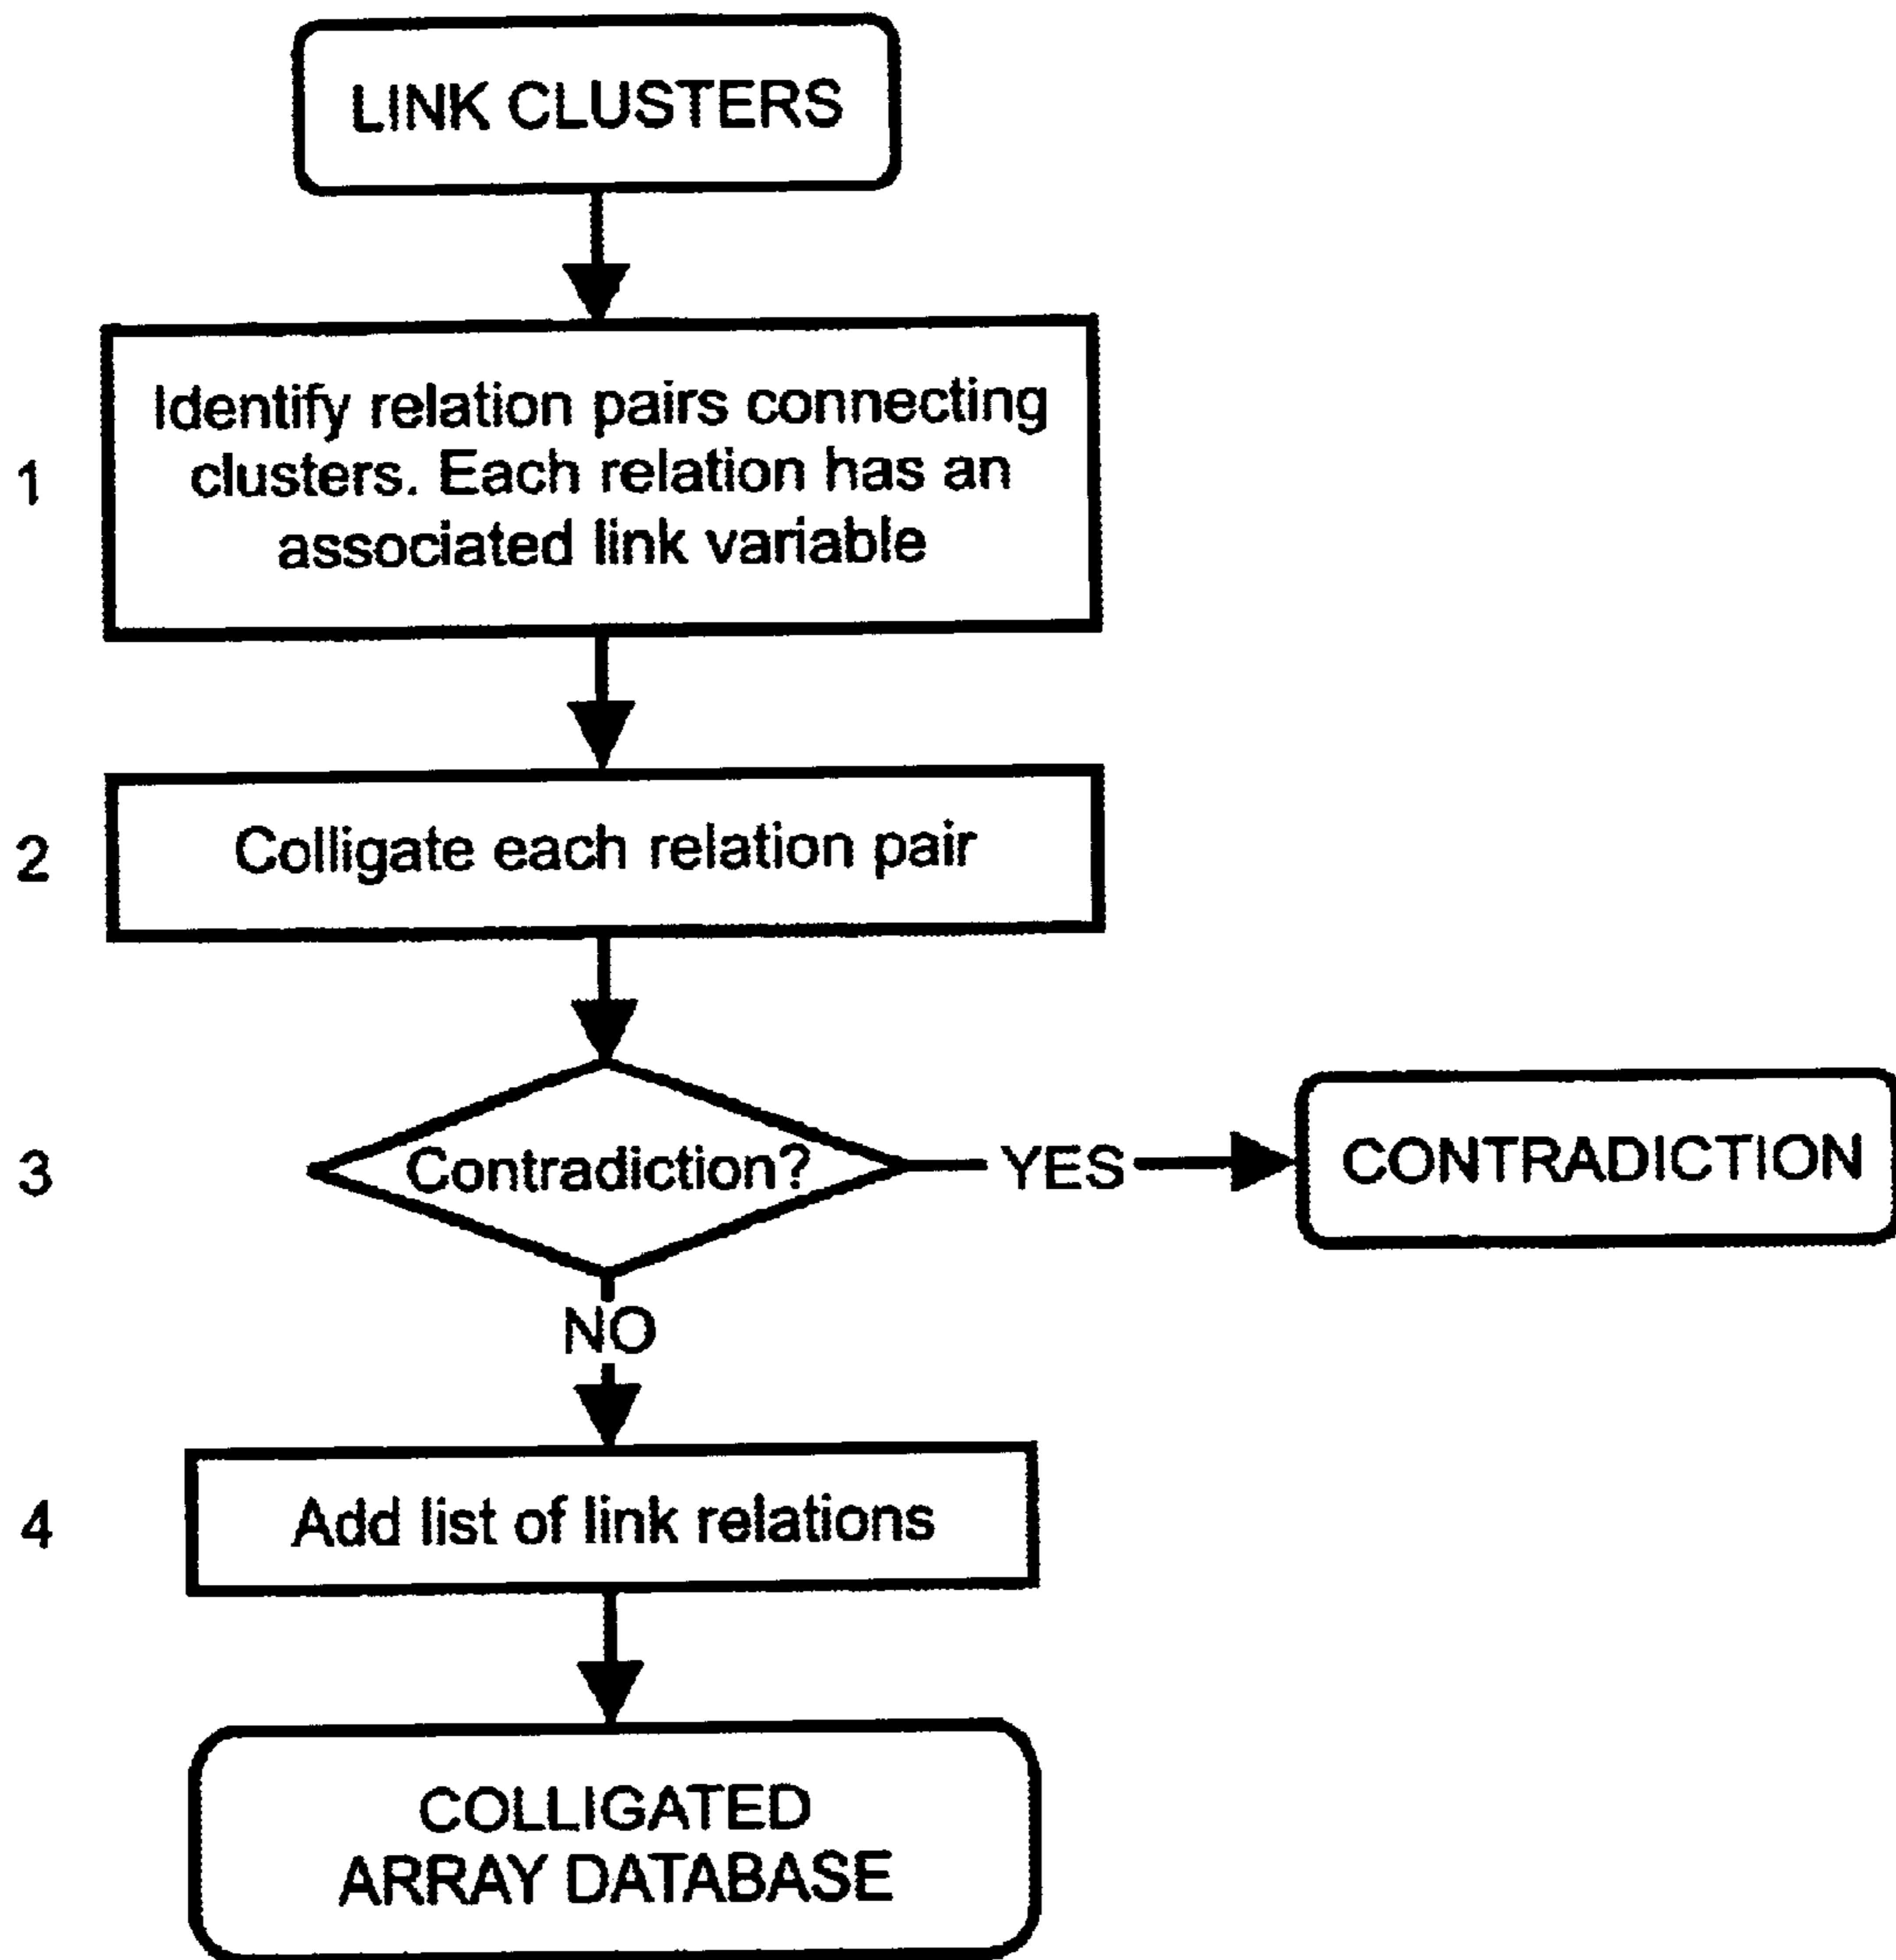 LINK CLUSTERS
1
Identify relation pairs connecting
clusters. Each relation has an
associated link variable
2
Colligate each relation pair
3
Contradiction?
YES
CONTRADICTION
NO
4
Add list of link relations
COLLIGATED
ARRAY DATABASE